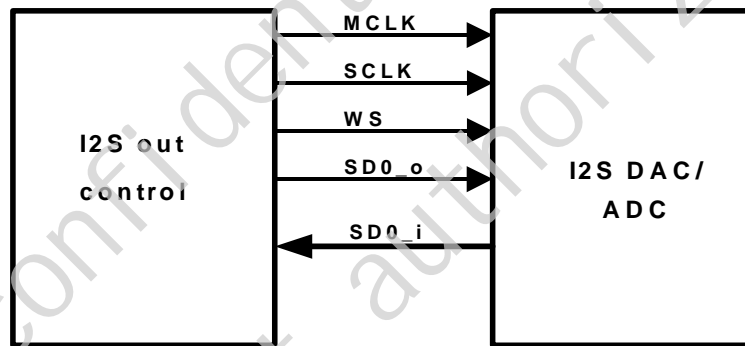 MCLK
SCLK
WS
SD0_o
SD0_i
I2S out
control
I2S DAC/
ADC